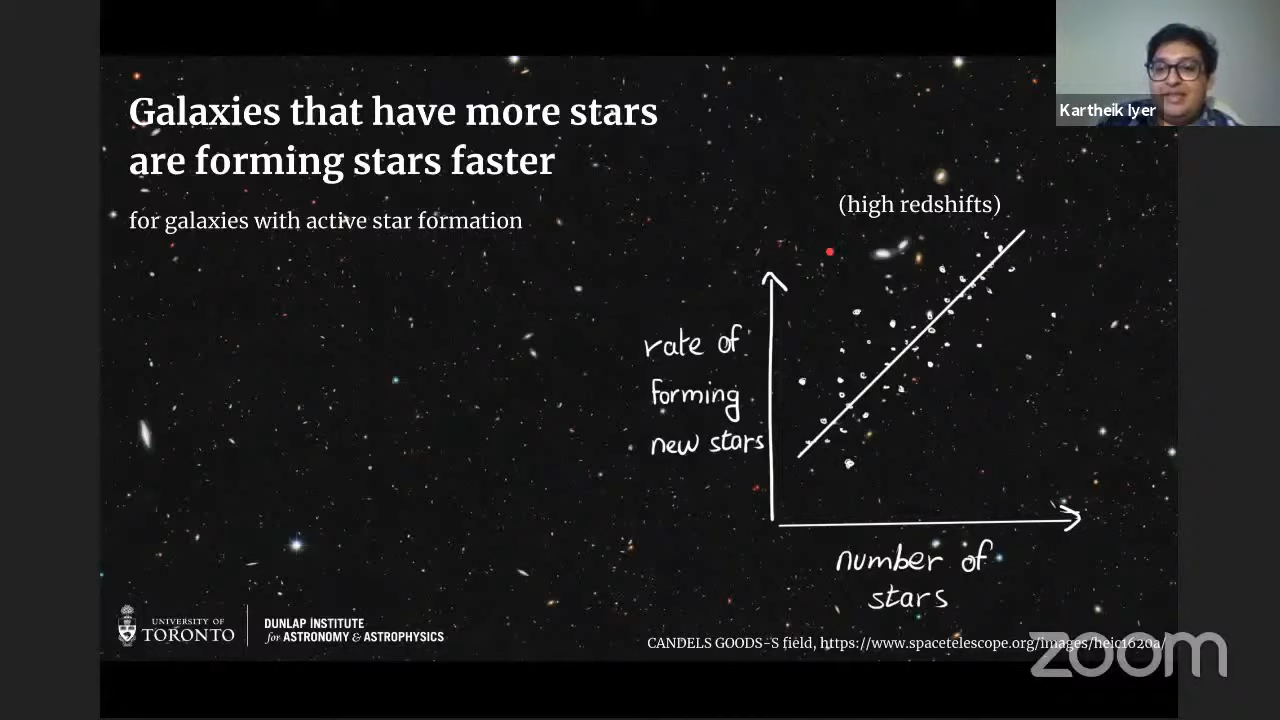 Galaxies that have more stars
are forming stars faster
for galaxies with active star formation
Kartheik Iyer
(high redshifts)
rate of
forming
new stars
number of
stars
UNIVERSITY OF
TORONTO
DUNLAP INSTITUTE
for ASTRONOMY & ASTROPHYSICS
CANDELS GOODS-S field, https://www.spacetelescope.org/images/heic1620a/
zoom